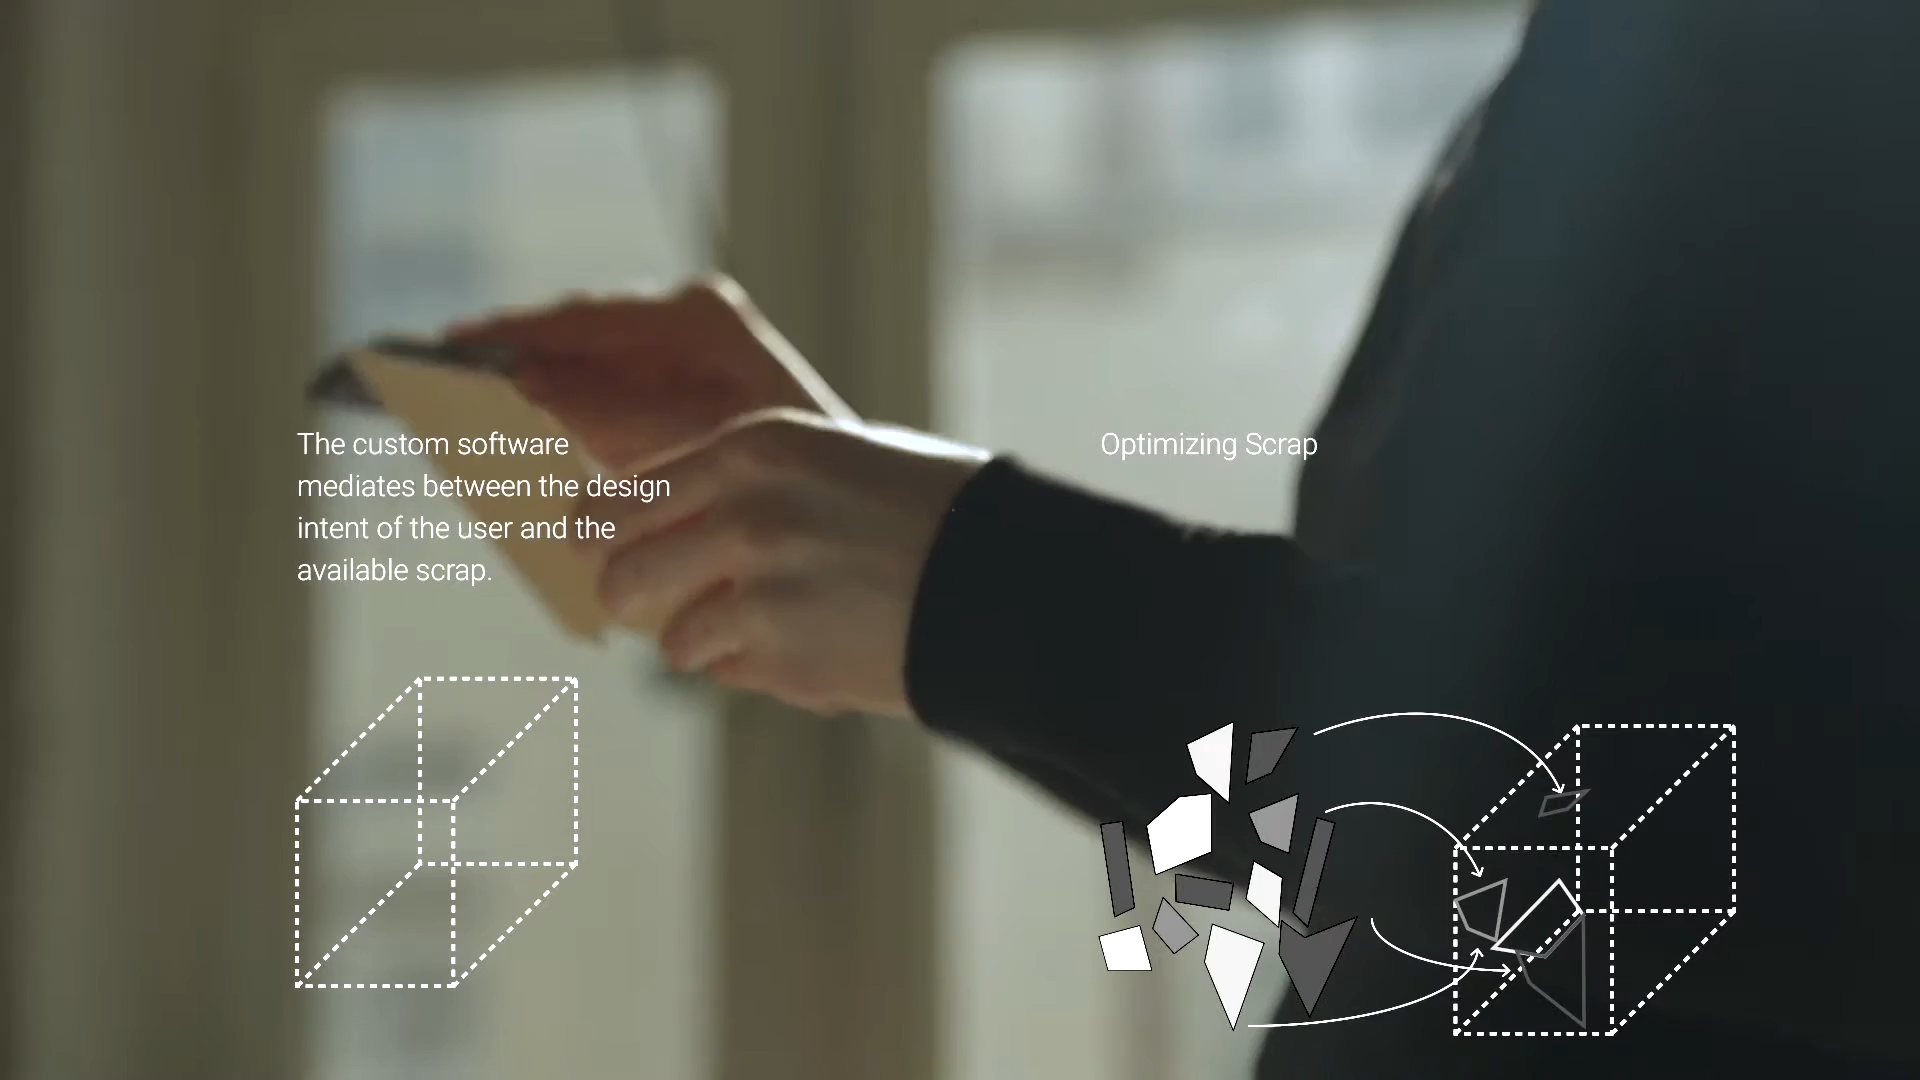 The custom software
mediates between the design
intent of the user and the
available scrap.
Optimizing Scrap